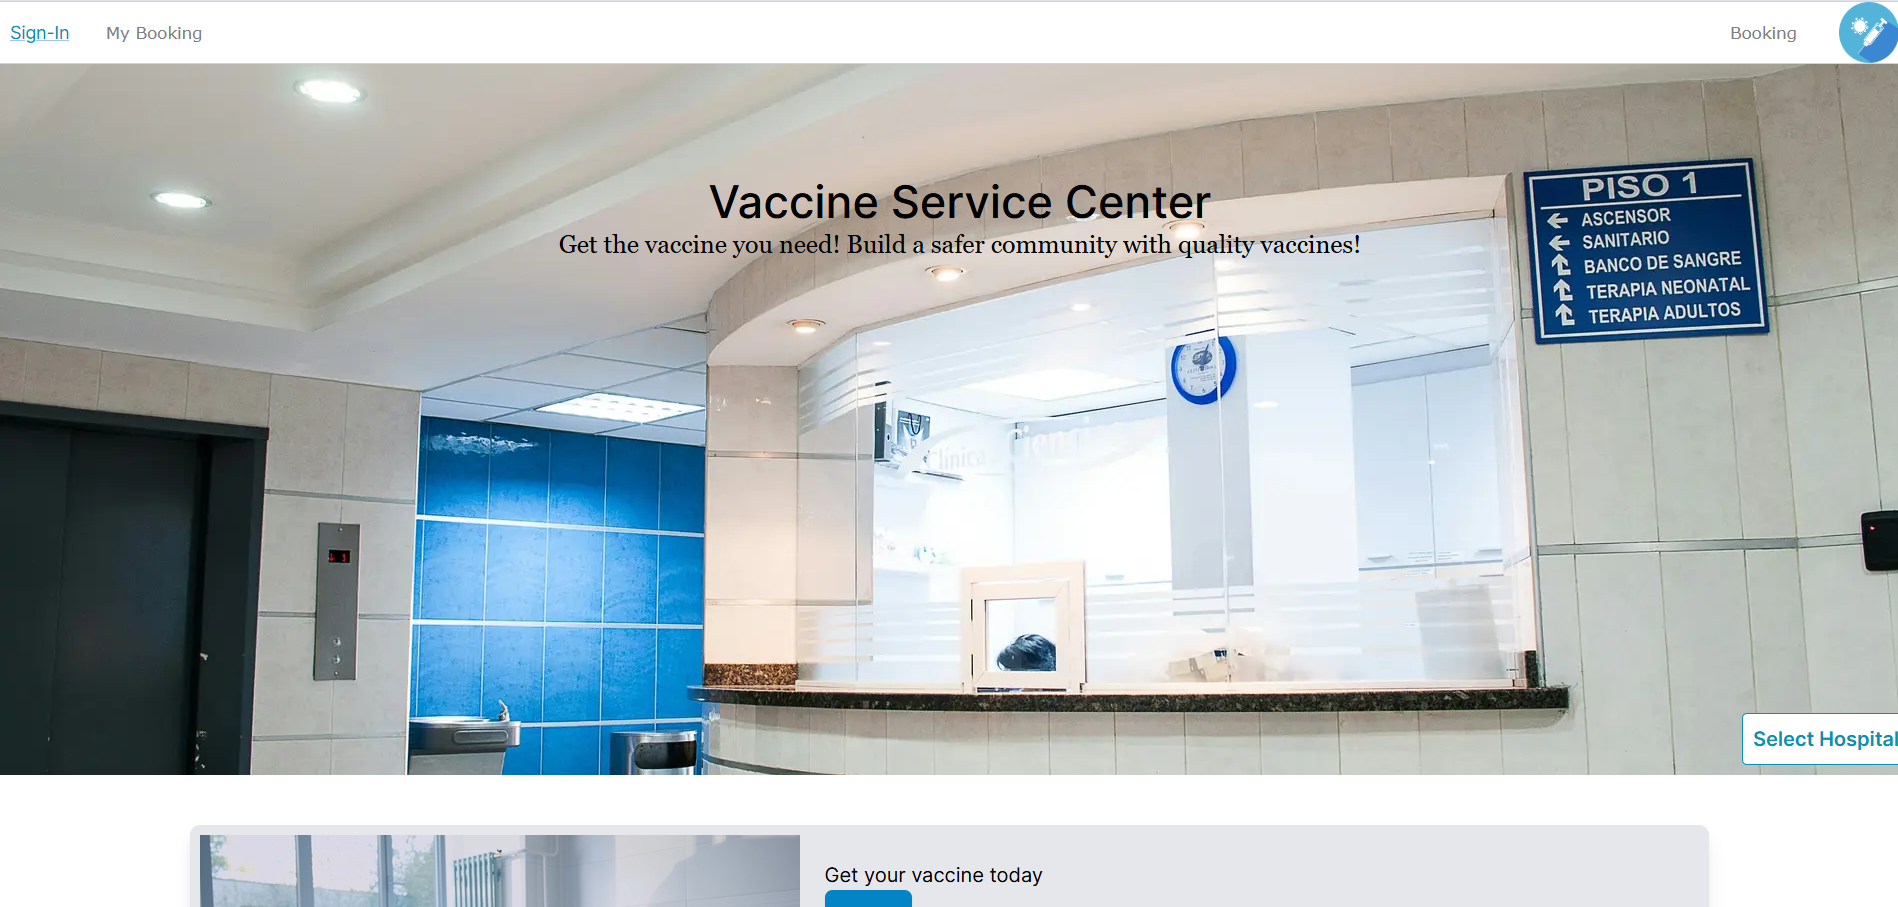 Sign-In
My Booking
Booking
Vaccine Service Center
Get the vaccine you need! Build a safer community with quality vaccines!
PISO 1
ASCENSOR
SANITARIO
BANCO DE SANGRE
TERAPIA NEONATAL
TERAPIA ADULTOS
Clínica
Select Hospital
Get your vaccine today